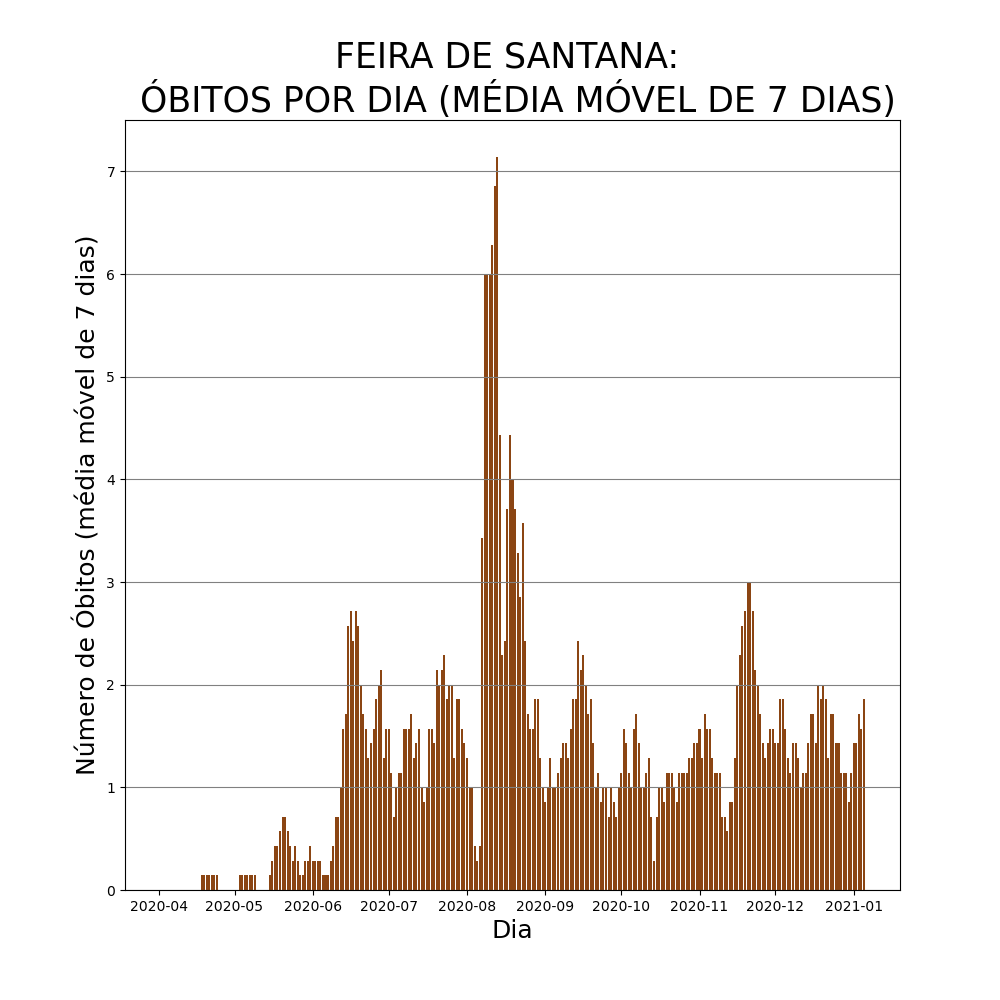 FEIRA DE SANTANA:
ÓBITOS POR DIA (MÉDIA MÓVEL DE 7 DIAS)
Número de Óbitos (média móvel de 7 dias)
7
6
5
4
3
2
1
0
2020-04 2020-05 2020-06 2020-07 2020-08 2020-09 2020-10 2020-11 2020-12 2021-01
Dia